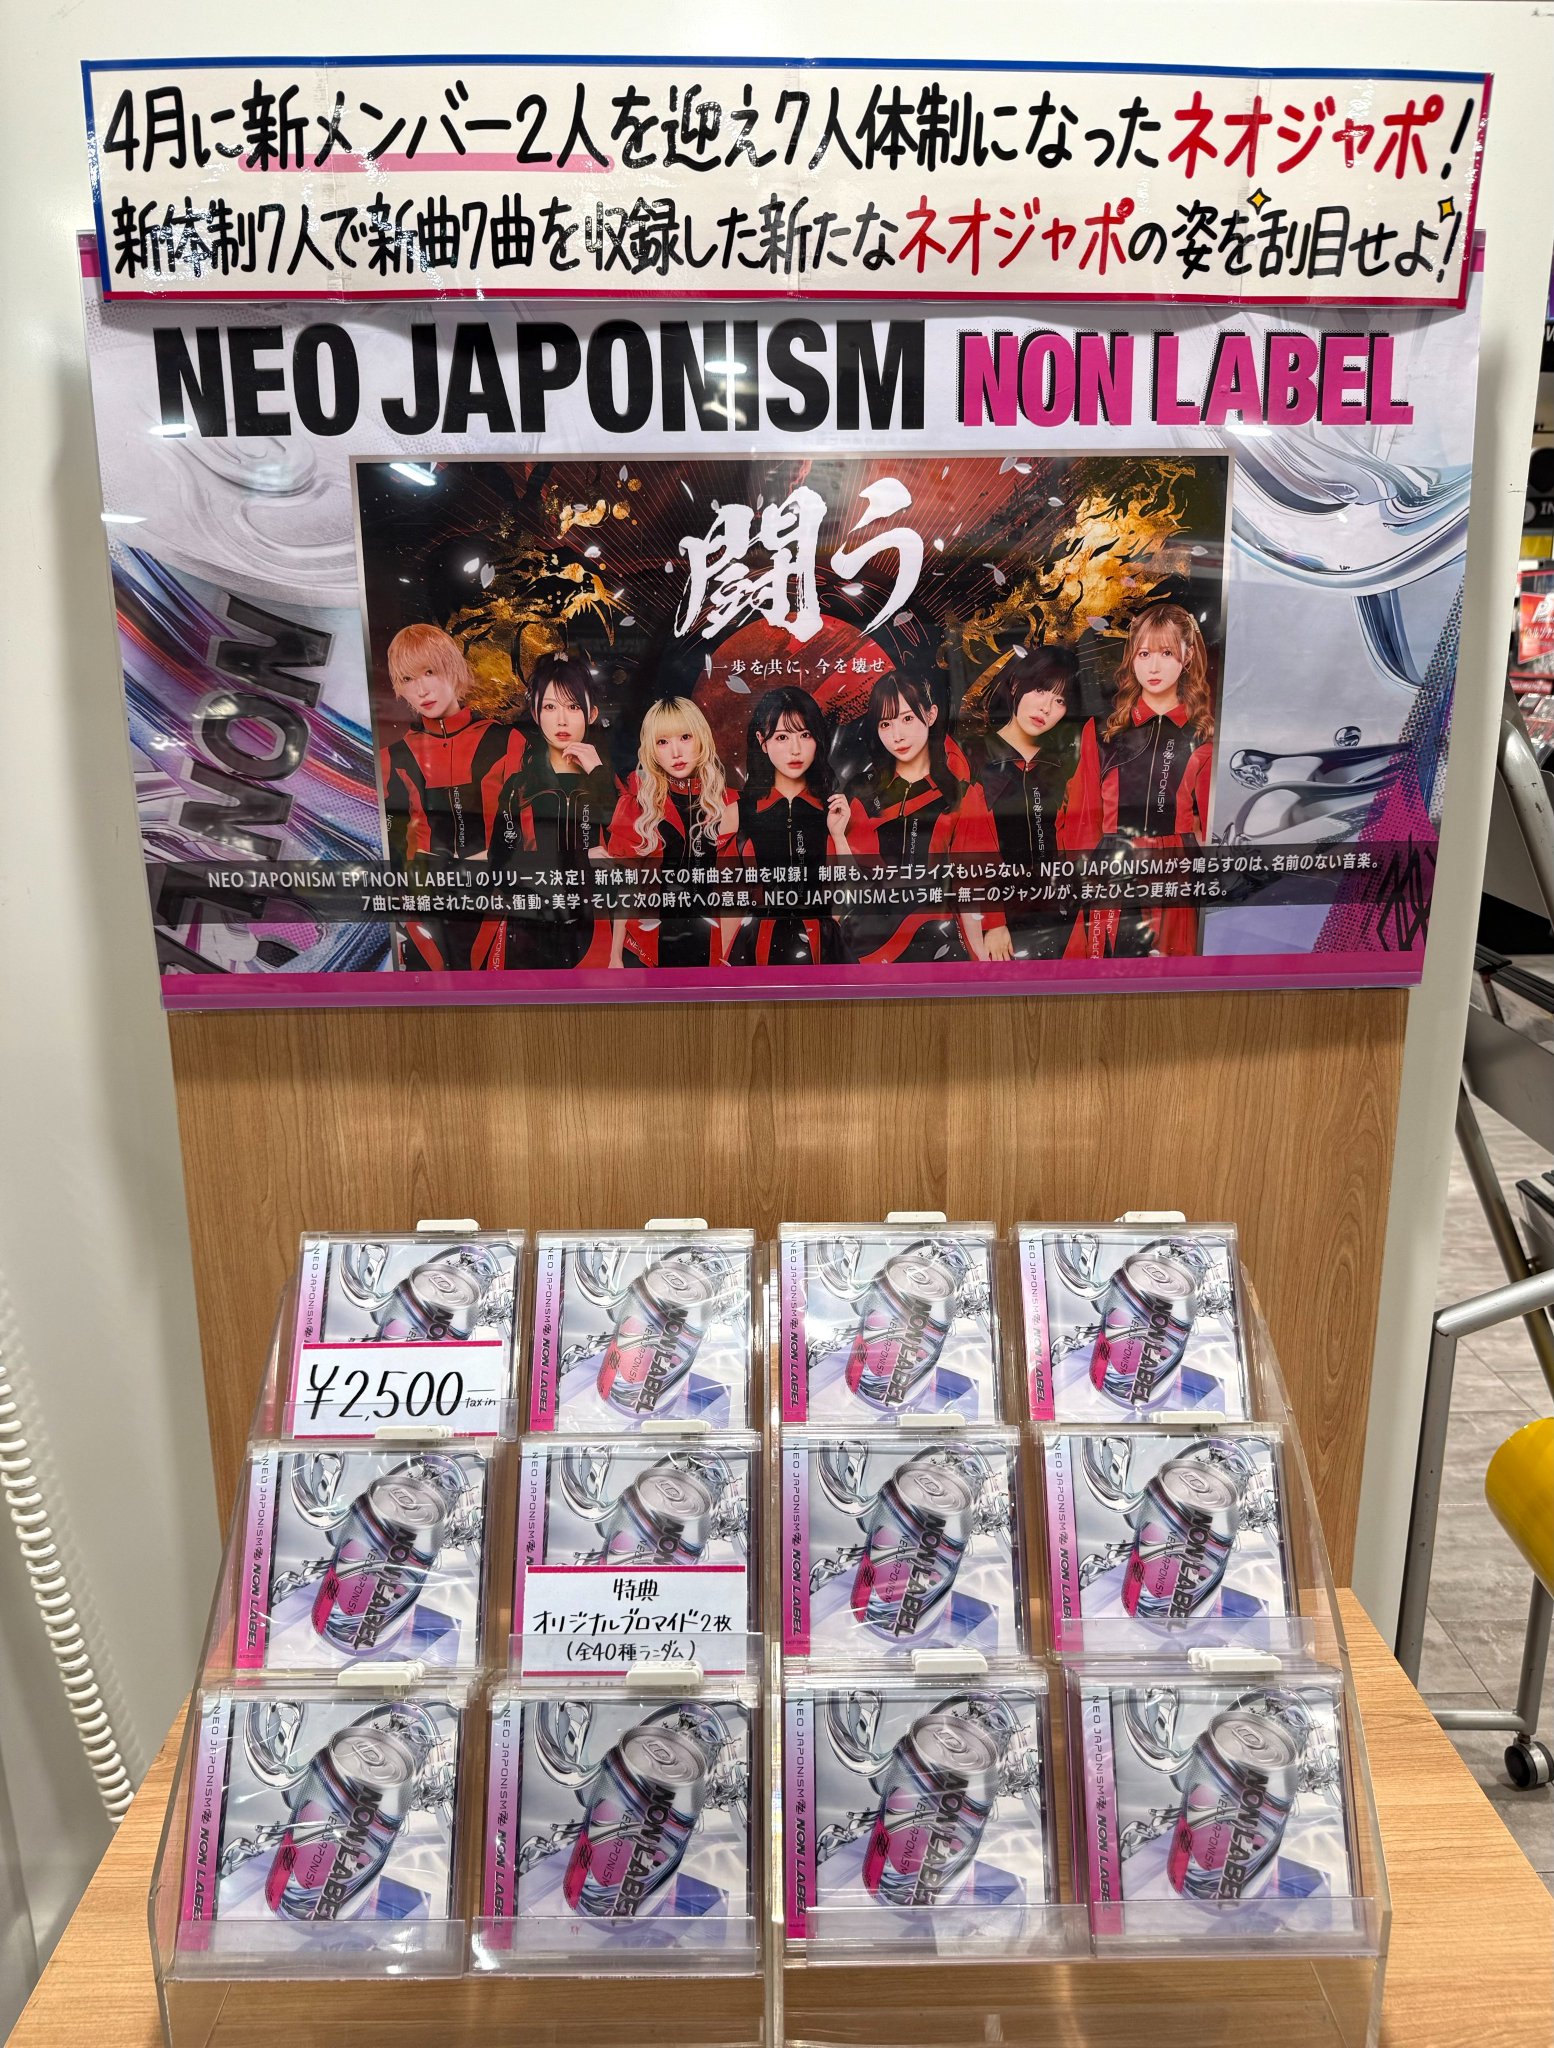 4月に新メンバー2人を迎え7人体制になったネオジャポ!
新体制7人で新曲7曲を収録した新たなネオジャポの姿を刮目せよ!
NEO JAPONISM NON LABEL
闘う
一歩を共に、今を壊せ
NEO JAPONISM EP『NON LABEL』のリリース決定! 新体制7人での新曲全7曲を収録! 制限も、カテゴライズもいらない。NEO JAPONISMが今鳴らすのは、名前のない音楽。
7曲に凝縮されたのは、衝動・美学・そして次の時代への意思。NEO JAPONISMという唯一無二のジャンルが、またひとつ更新される。
NEO JAPONISM NON LABEL
¥2,500 tax in
特典
オリジナルブロマイド2枚
(全40種ランダム)